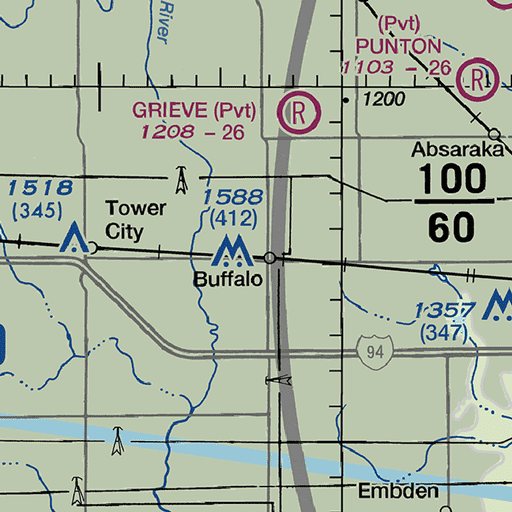 River
(Pvt)
PUNTON
1103 - 26
R
1200
GRIEVE (Pvt)
1208 - 26
R
Absaraka
100
60
1518
(345)
1588
(412)
Tower
City
Buffalo
1357
(347)
94
Embden